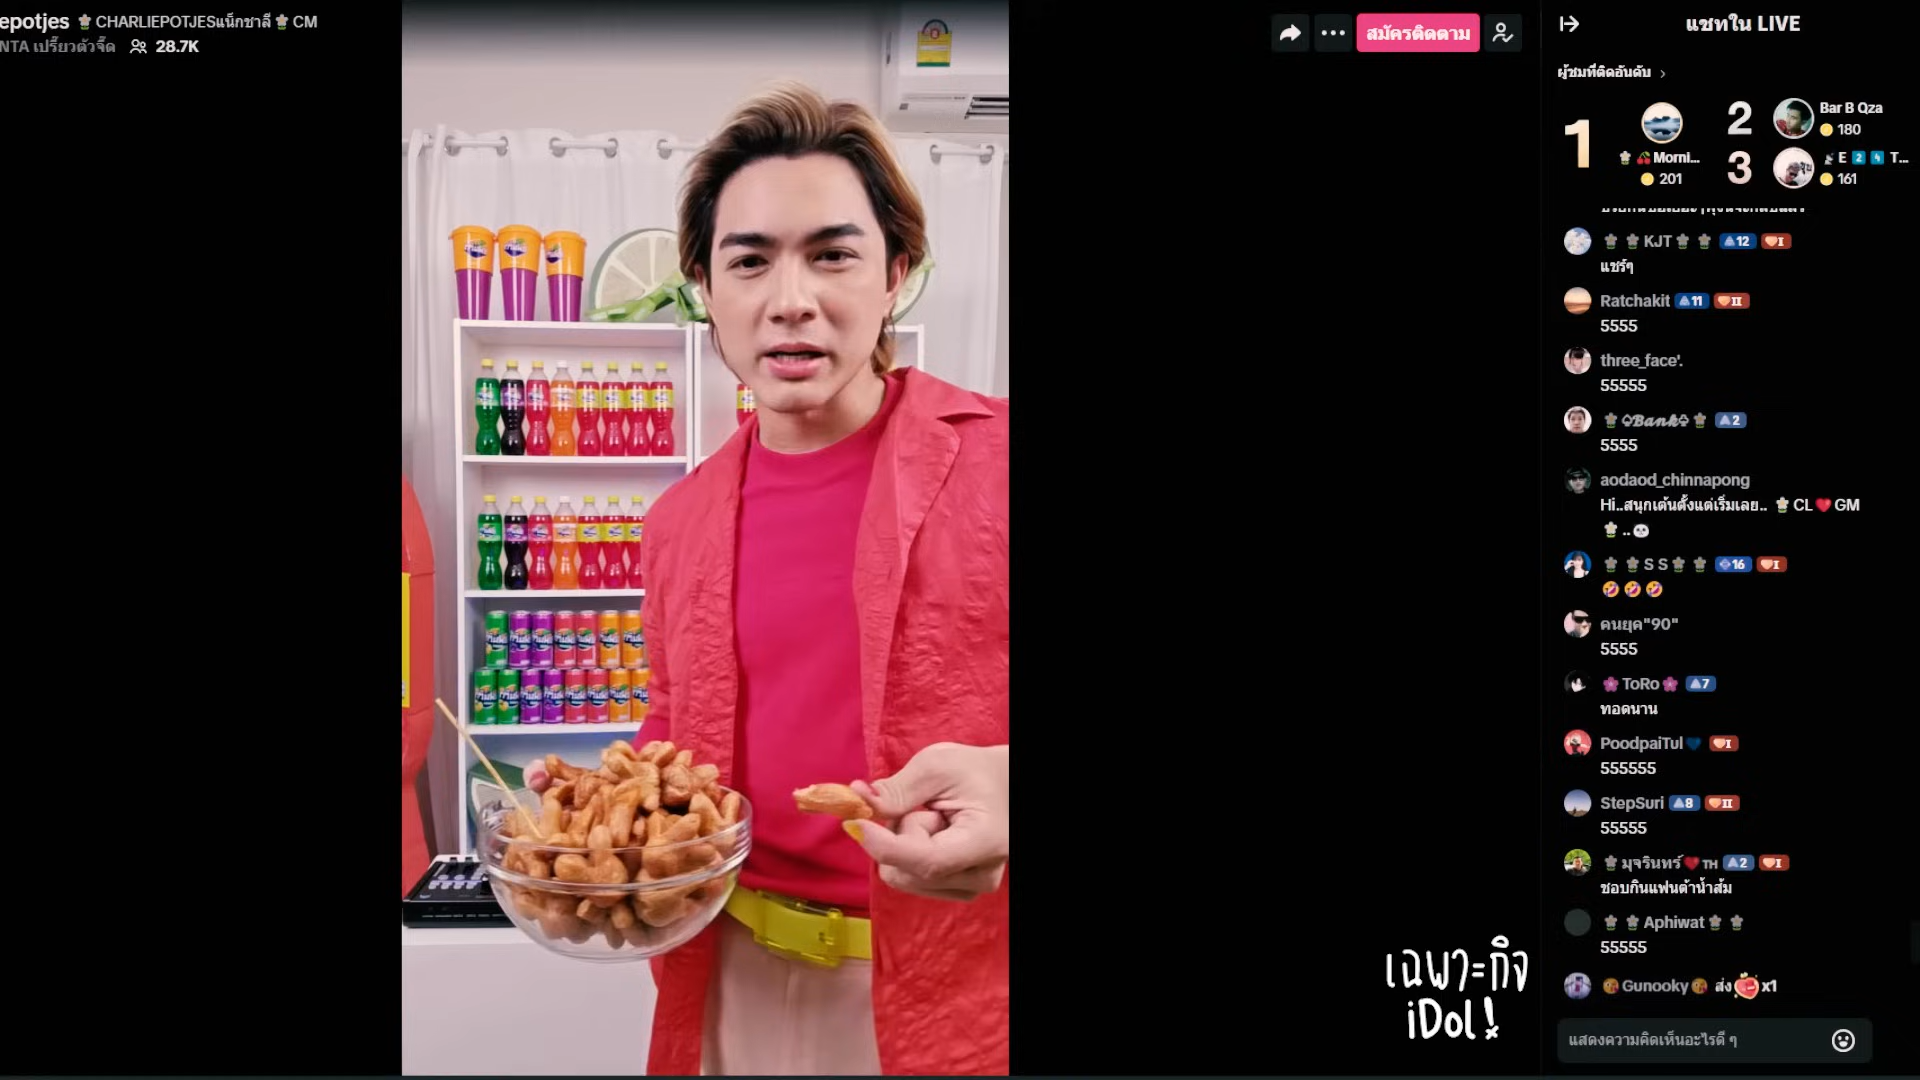 epotjes CHARLIEPOTJESแน็กชาลี CM
NTA เปรี้ยวตัวจี๊ด 28.7K
สมัครติดตาม
แชทใน LIVE
ผู้ชมที่ติดอันดับ
1
Morni...
201
2
Bar B Qza
180
3
E 2 4 T...
161
KJT 12 I
แชร์ๆ
Ratchakit 11 II
5555
three_face'.
55555
Bank 2
5555
aodaod_chinnapong
Hi..สนุกเต้นตั้งแต่เริ่มเลย.. CL❤️GM
..
S S 16 I
🤣🤣🤣
คนยุค"90"
5555
ToRo 7
ทอดนาน
PoodpaiTul I
555555
StepSuri 8 II
55555
มุจรินทร์❤️TH 2 I
ชอบกินแฟนต้าน้ำส้ม
Aphiwat
55555
Gunooky ส่ง x1
แสดงความคิดเห็นอะไรดี ๆ
เฉพาะกิจ
iDol!